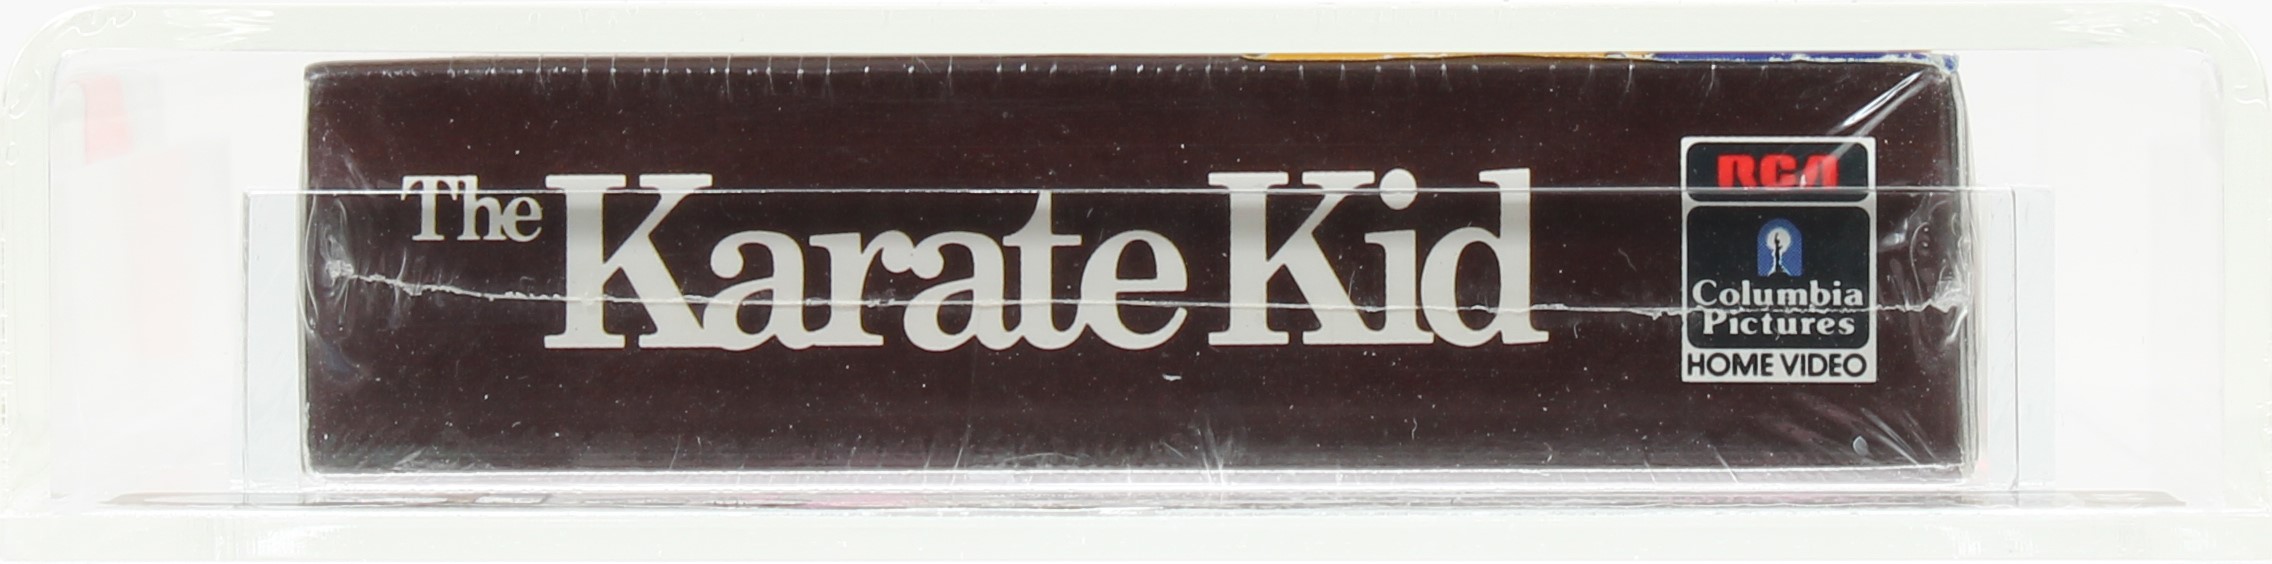 The Karate Kid
RCA
Columbia
Pictures
HOME VIDEO